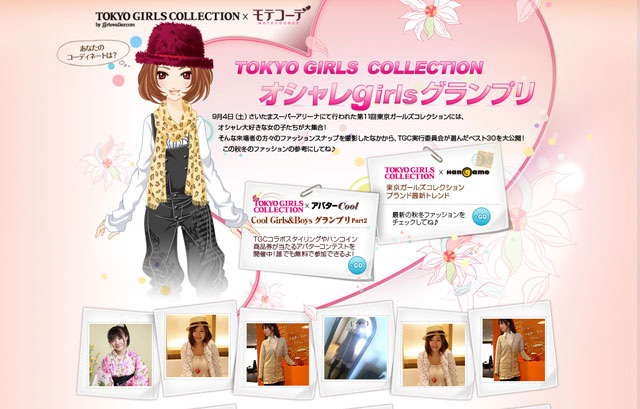 TOKYO GIRLS COLLECTION × モテコーデ
by girlswalker.com
あなたの
コーディネートは?
TOKYO GIRLS COLLECTION
オシャレgirlsグランプリ
9月4日(土)さいたまスーパーアリーナにて行われた第11回東京ガールズコレクションには、
オシャレ大好きな女の子たちが大集合!
そんな来場者の方々のファッションスナップを撮影したなかから、TGC実行委員会が選んだベスト30を大公開!
この秋冬のファッションの参考にしてね♪
TOKYO GIRLS COLLECTION × HANGAME
東京ガールズコレクション
ブランド最新トレンド
最新の秋冬ファッションを
チェックしてね♪
GO
TOKYO GIRLS COLLECTION × アバターCool
Cool Girls&Boys グランプリ Part2
TGCコラボスタイリングやハンコイン
商品券が当たるアバターコンテストを
開催中!誰でも無料で参加できるよ♪
GO